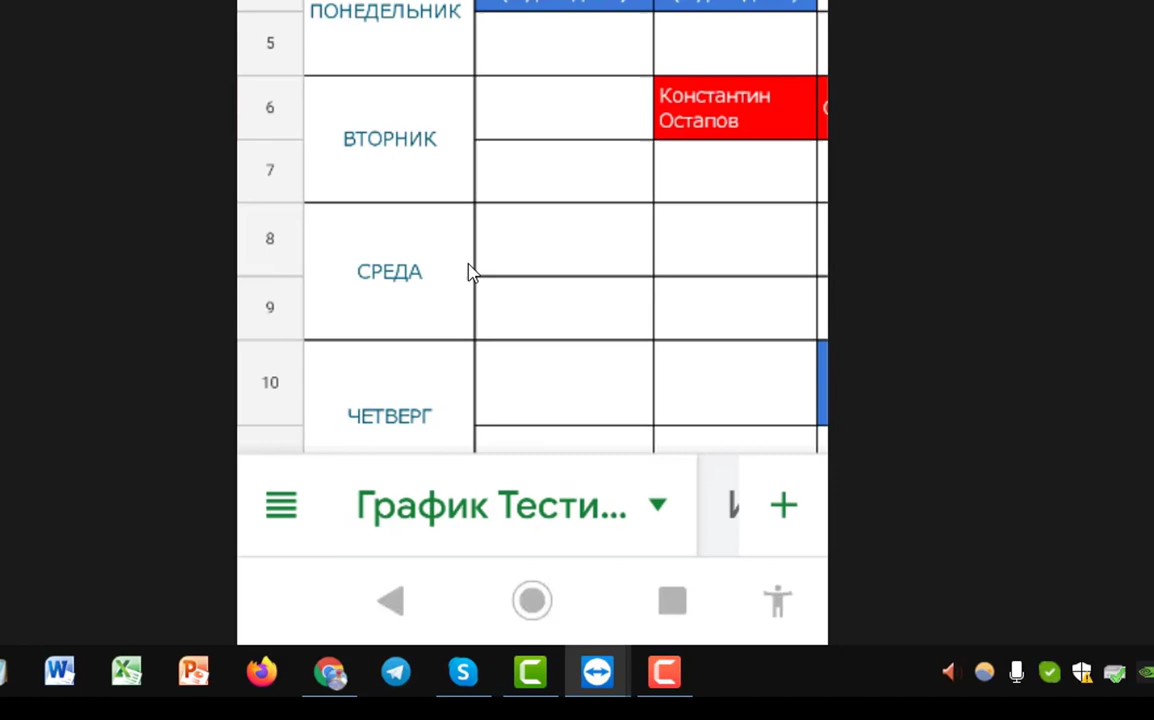 ПОНЕДЕЛЬНИК
5
6
Константин
Остапов
ВТОРНИК
7
8
СРЕДА
9
10
ЧЕТВЕРГ
График Тести...